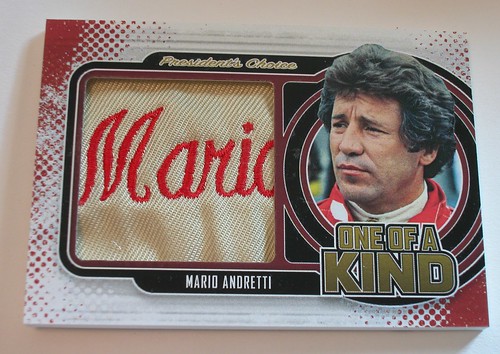 President's Choice
Mario
MARIO ANDRETTI
ONE OF A
KIND